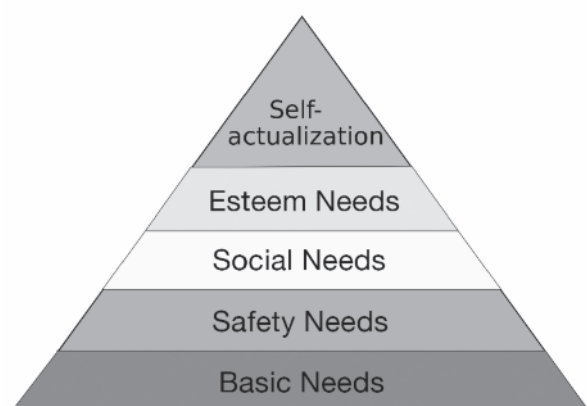 Self-
actualization
Esteem Needs
Social Needs
Safety Needs
Basic Needs